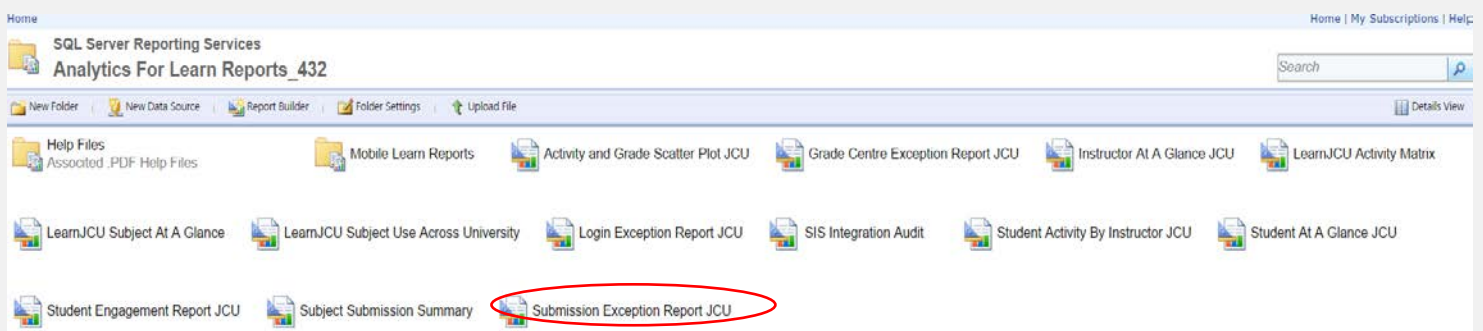 Home
Home | My Subscriptions | Help
SQL Server Reporting Services
Analytics For Learn Reports_432
Search
New Folder | New Data Source | Report Builder | Folder Settings | Upload File
Details View
Help Files
Associted .PDF Help Files
Mobile Learn Reports
Activity and Grade Scatter Plot JCU
Grade Centre Exception Report JCU
Instructor At A Glance JCU
LearnJCU Activity Matrix
LearnJCU Subject At A Glance
LearnJCU Subject Use Across University
Login Exception Report JCU
SIS Integration Audit
Student Activity By Instructor JCU
Student At A Glance JCU
Student Engagement Report JCU
Subject Submission Summary
Submission Exception Report JCU